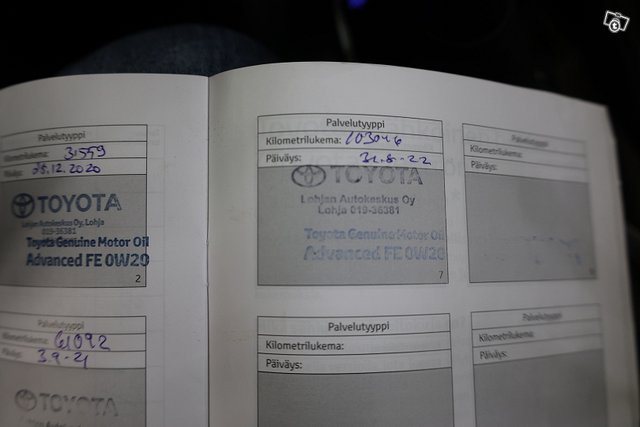 Palvelutyyppi
Kilometrilukema: 31559
Päiväys: 28.12.2020
TOYOTA
Lohjan Autokeskus Oy, Lohja
019-36381
Toyota Genuine Motor Oil
Advanced FE 0W20
2
Palvelutyyppi
Kilometrilukema: 61092
Päiväys: 3.9-21
TOYOTA
Palvelutyyppi
Kilometrilukema: 103046
Päiväys: 31.8-22
TOYOTA
Lohjan Autokeskus Oy
Lohja 019-36381
Toyota Genuine Motor Oil
Advanced FE 0W20
7
Palvelutyyppi
Kilometrilukema:
Päiväys:
Palvelutyyppi
Kilometrilukema:
Päiväys:
Palvelutyyppi
Kilometrilukema:
Päiväys: